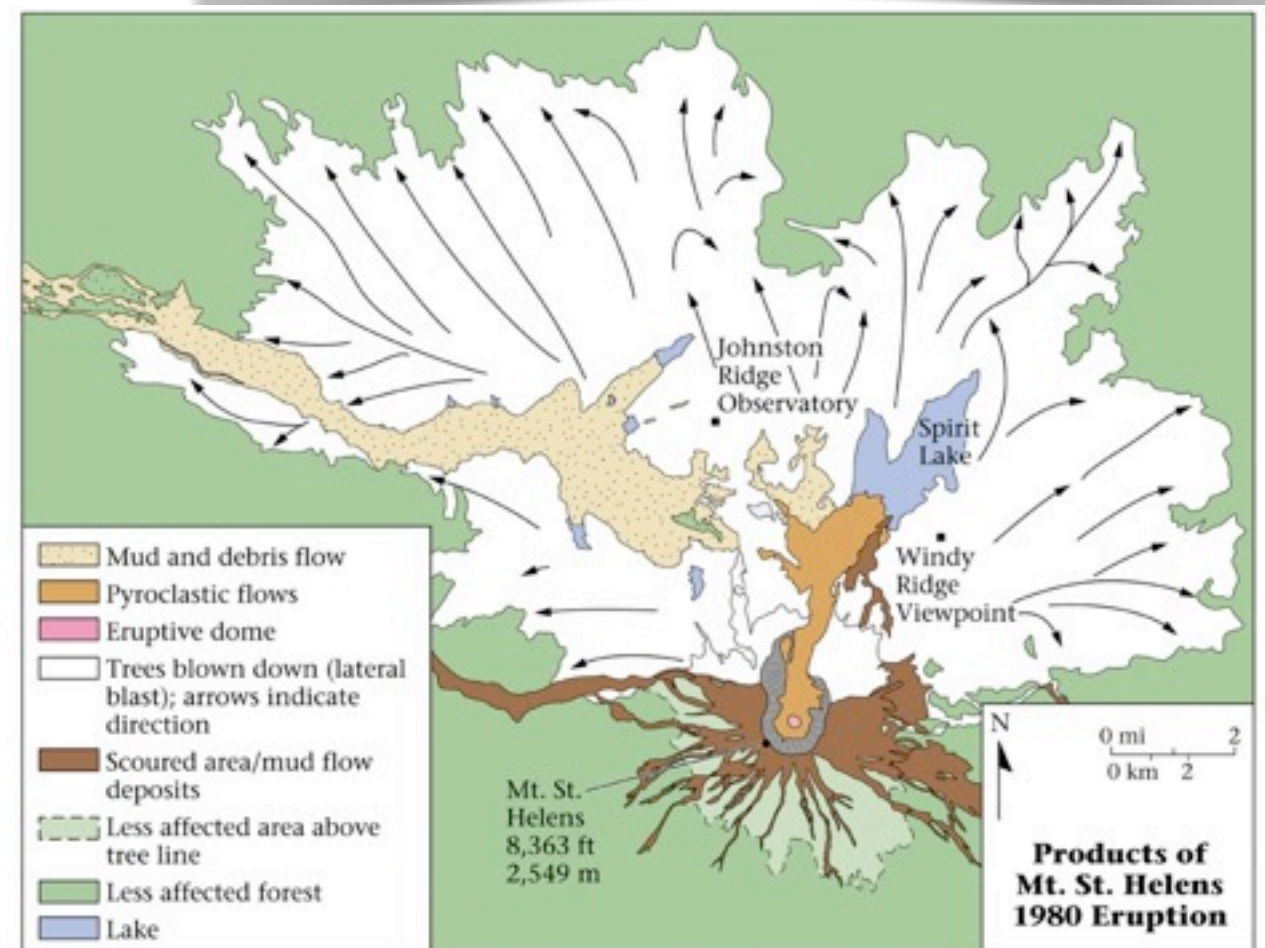 Johnston
Ridge
Observatory
Spirit
Lake
Windy
Ridge
Viewpoint
Mt. St.
Helens
8,363 ft
2,549 m
Mud and debris flow
Pyroclastic flows
Eruptive dome
Trees blown down (lateral
blast); arrows indicate
direction
Scoured area/mud flow
deposits
Less affected area above
tree line
Less affected forest
Lake
N
0 mi 2
0 km 2
Products of
Mt. St. Helens
1980 Eruption